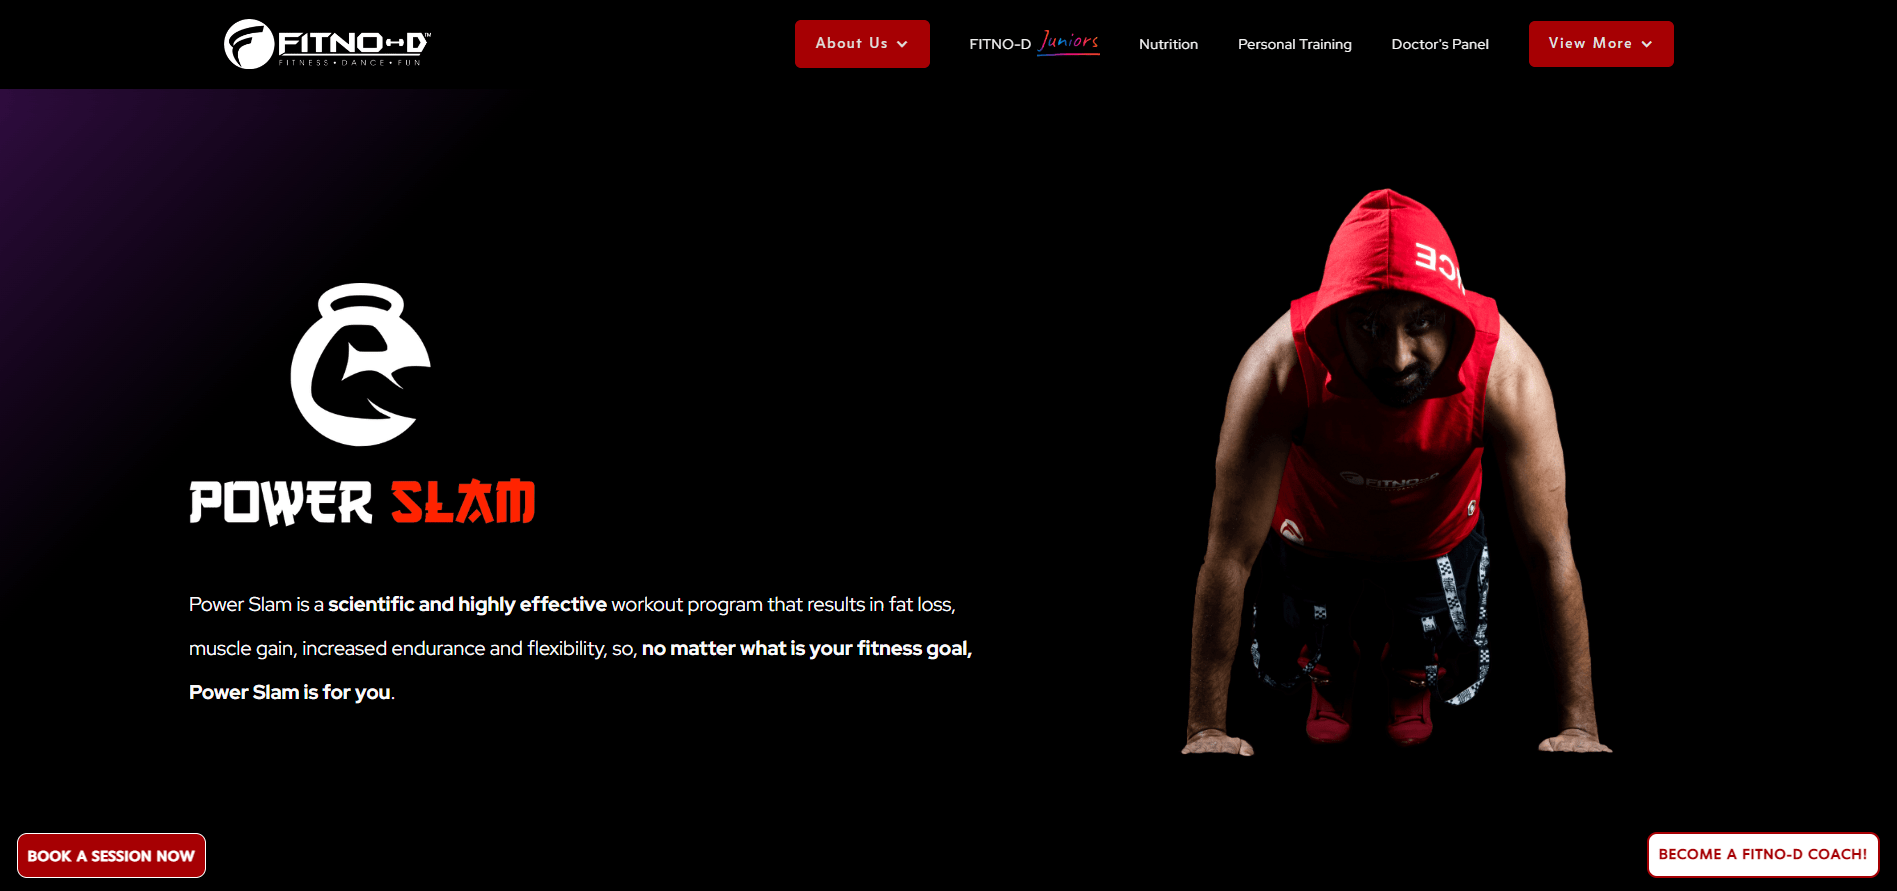 FITNO-D™
FITNESS • DANCE • FUN
About Us
FITNO-D Juniors
Nutrition
Personal Training
Doctor's Panel
View More
POWER SLAM
Power Slam is a scientific and highly effective workout program that results in fat loss,
muscle gain, increased endurance and flexibility, so, no matter what is your fitness goal,
Power Slam is for you.
FITNO-D
BOOK A SESSION NOW
BECOME A FITNO-D COACH!